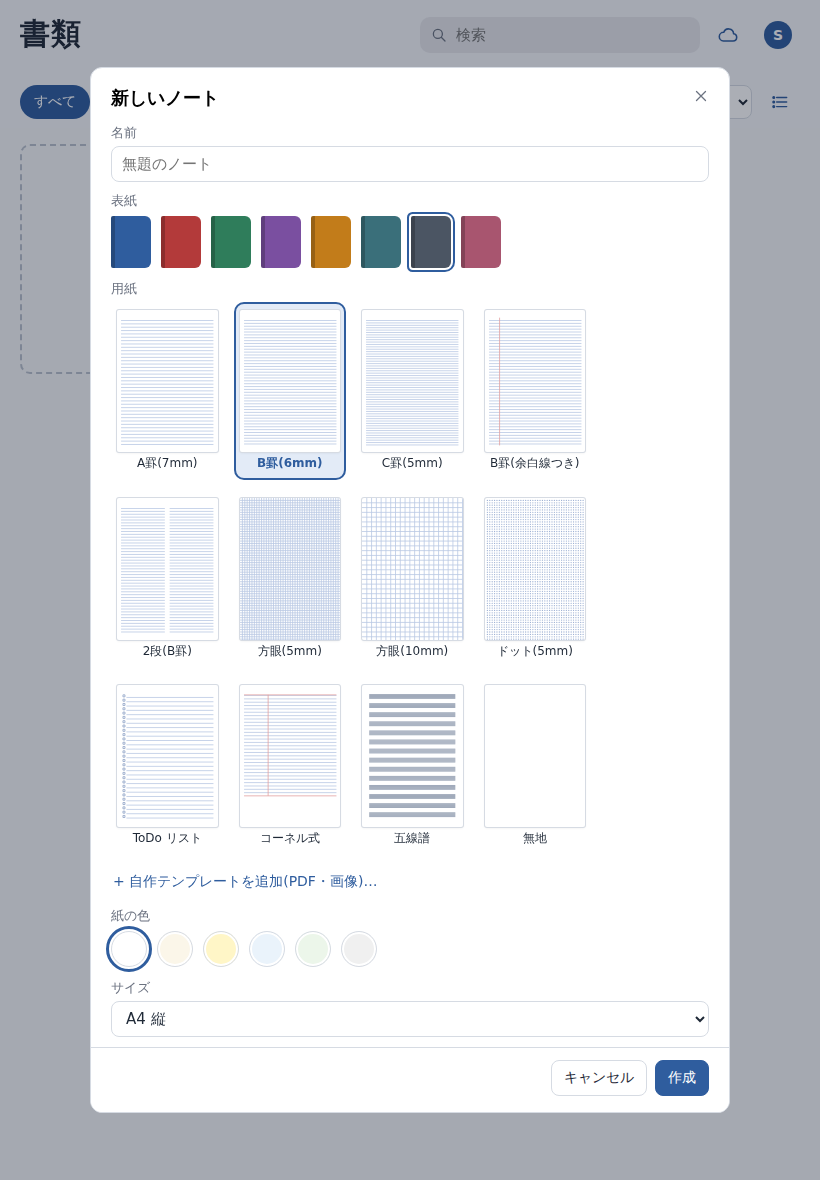 書類
検索
S
すべて
新しいノート
名前
無題のノート
表紙
用紙
A罫(7mm)
B罫(6mm)
C罫(5mm)
B罫(余白線つき)
2段(B罫)
方眼(5mm)
方眼(10mm)
ドット(5mm)
ToDo リスト
コーネル式
五線譜
無地
+ 自作テンプレートを追加(PDF・画像)…
紙の色
サイズ
A4 縦
キャンセル
作成